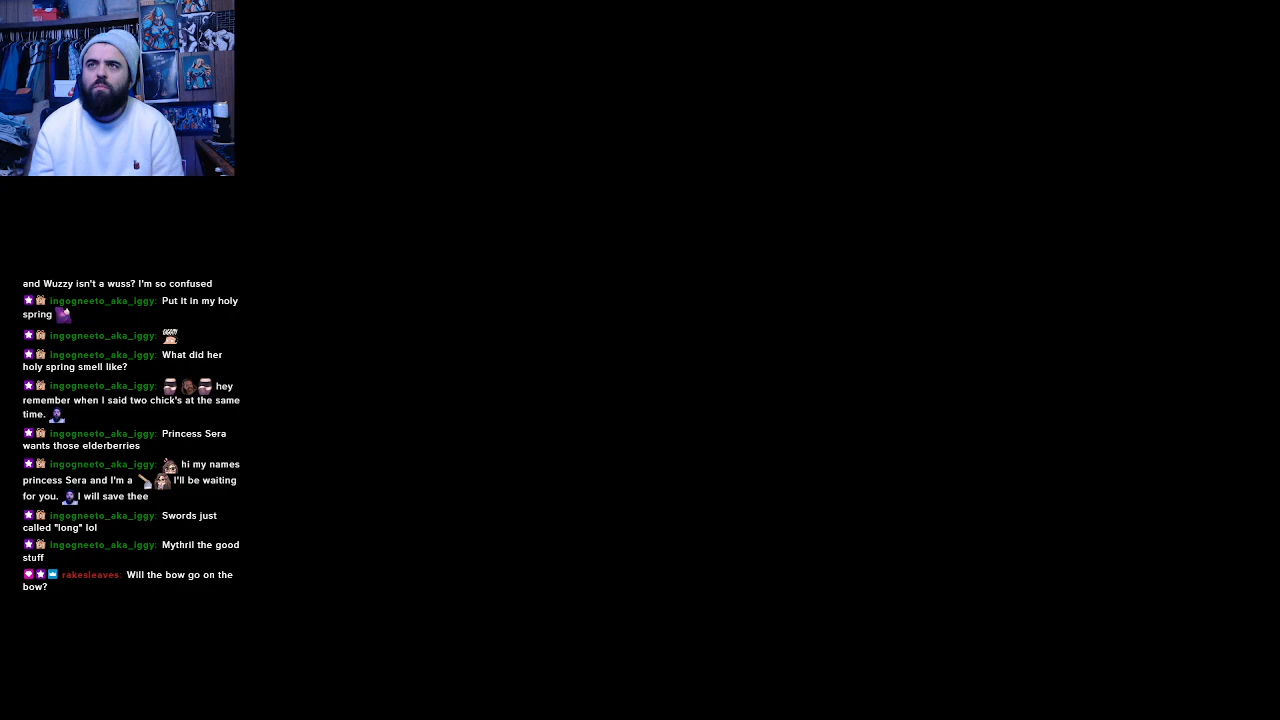 and Wuzzy isn't a wuss? I'm so confused
ingogneeto_aka_iggy: Put it in my holy
spring
ingogneeto_aka_iggy:
ingogneeto_aka_iggy: What did her
holy spring smell like?
ingogneeto_aka_iggy: hey
remember when I said two chick's at the same
time.
ingogneeto_aka_iggy: Princess Sera
wants those elderberries
ingogneeto_aka_iggy: hi my names
princess Sera and I'm a I'll be waiting
for you. I will save thee
ingogneeto_aka_iggy: Swords just
called "long" lol
ingogneeto_aka_iggy: Mythril the good
stuff
rakesleaves: Will the bow go on the
bow?